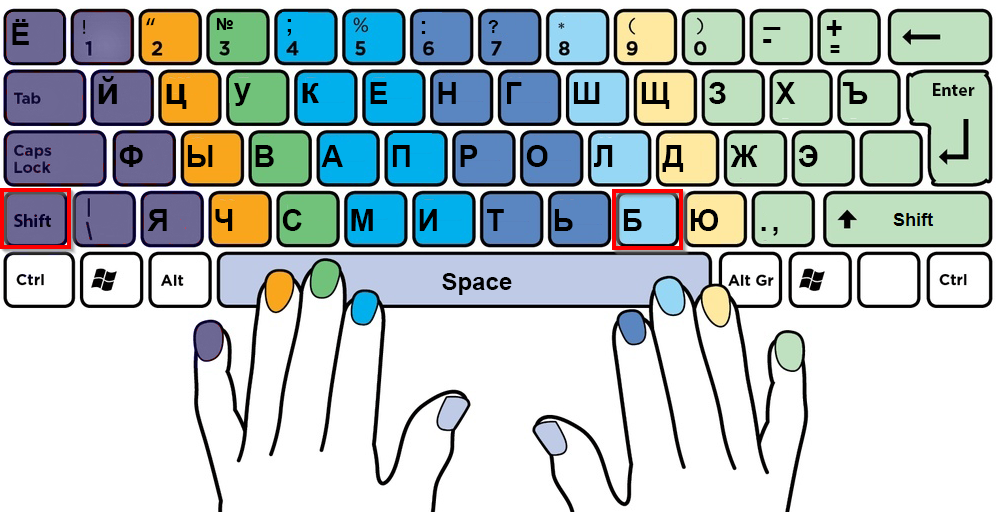 Ё ! 1 “ 2 № 3 ; 4 % 5 : 6 ? 7 * 8 ( 9 ) 0 — - + =
Tab Й Ц У К Е Н Г Ш Щ З Х Ъ Enter
Caps Lock Ф Ы В А П Р О Л Д Ж Э
Shift | \ Я Ч С М И Т Ь Б Ю . , Shift
Ctrl Alt Space Alt Gr Ctrl